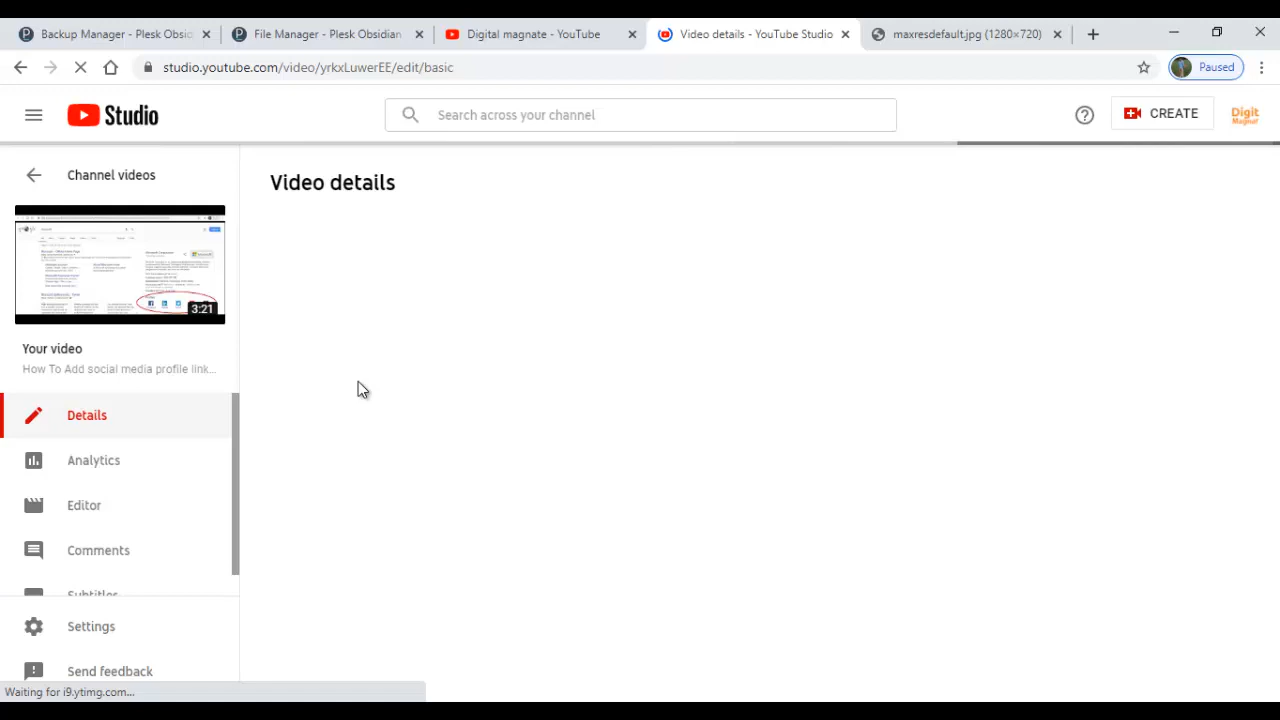 Backup Manager - Plesk Obsid
File Manager - Plesk Obsidian
Digital magnate - YouTube
Video details - YouTube Studio
maxresdefault.jpg (1280×720)
studio.youtube.com/video/yrkxLuwerEE/edit/basic
Paused
Studio
Search across your channel
CREATE
Digit
Magnat
Channel videos
Video details
3:21
Your video
How To Add social media profile link...
Details
Analytics
Editor
Comments
Subtitles
Settings
Send feedback
Waiting for i9.ytimg.com...